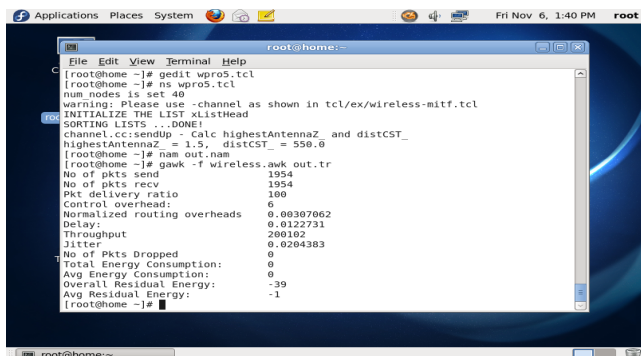 Applications Places System Fri Nov 6, 1:40 PM root
root@home:~
File Edit View Terminal Help
[root@home ~]# gedit wpro5.tcl
[root@home ~]# ns wpro5.tcl
num_nodes is set 40
warning: Please use -channel as shown in tcl/ex/wireless-mitf.tcl
INITIALIZE THE LIST xListHead
SORTING LISTS ...DONE!
channel.cc:sendUp - Calc highestAntennaZ_ and distCST_
highestAntennaZ_ = 1.5, distCST_ = 550.0
[root@home ~]# nam out.nam
[root@home ~]# gawk -f wireless.awk out.tr
No of pkts send 1954
No of pkts recv 1954
Pkt delivery ratio 100
Control overhead: 6
Normalized routing overheads 0.00307062
Delay: 0.0122731
Throughput 200102
Jitter 0.0204383
No of Pkts Dropped 0
Total Energy Consumption: 0
Avg Energy Consumption: 0
Overall Residual Energy: -39
Avg Residual Energy: -1
[root@home ~]#
root@home:~